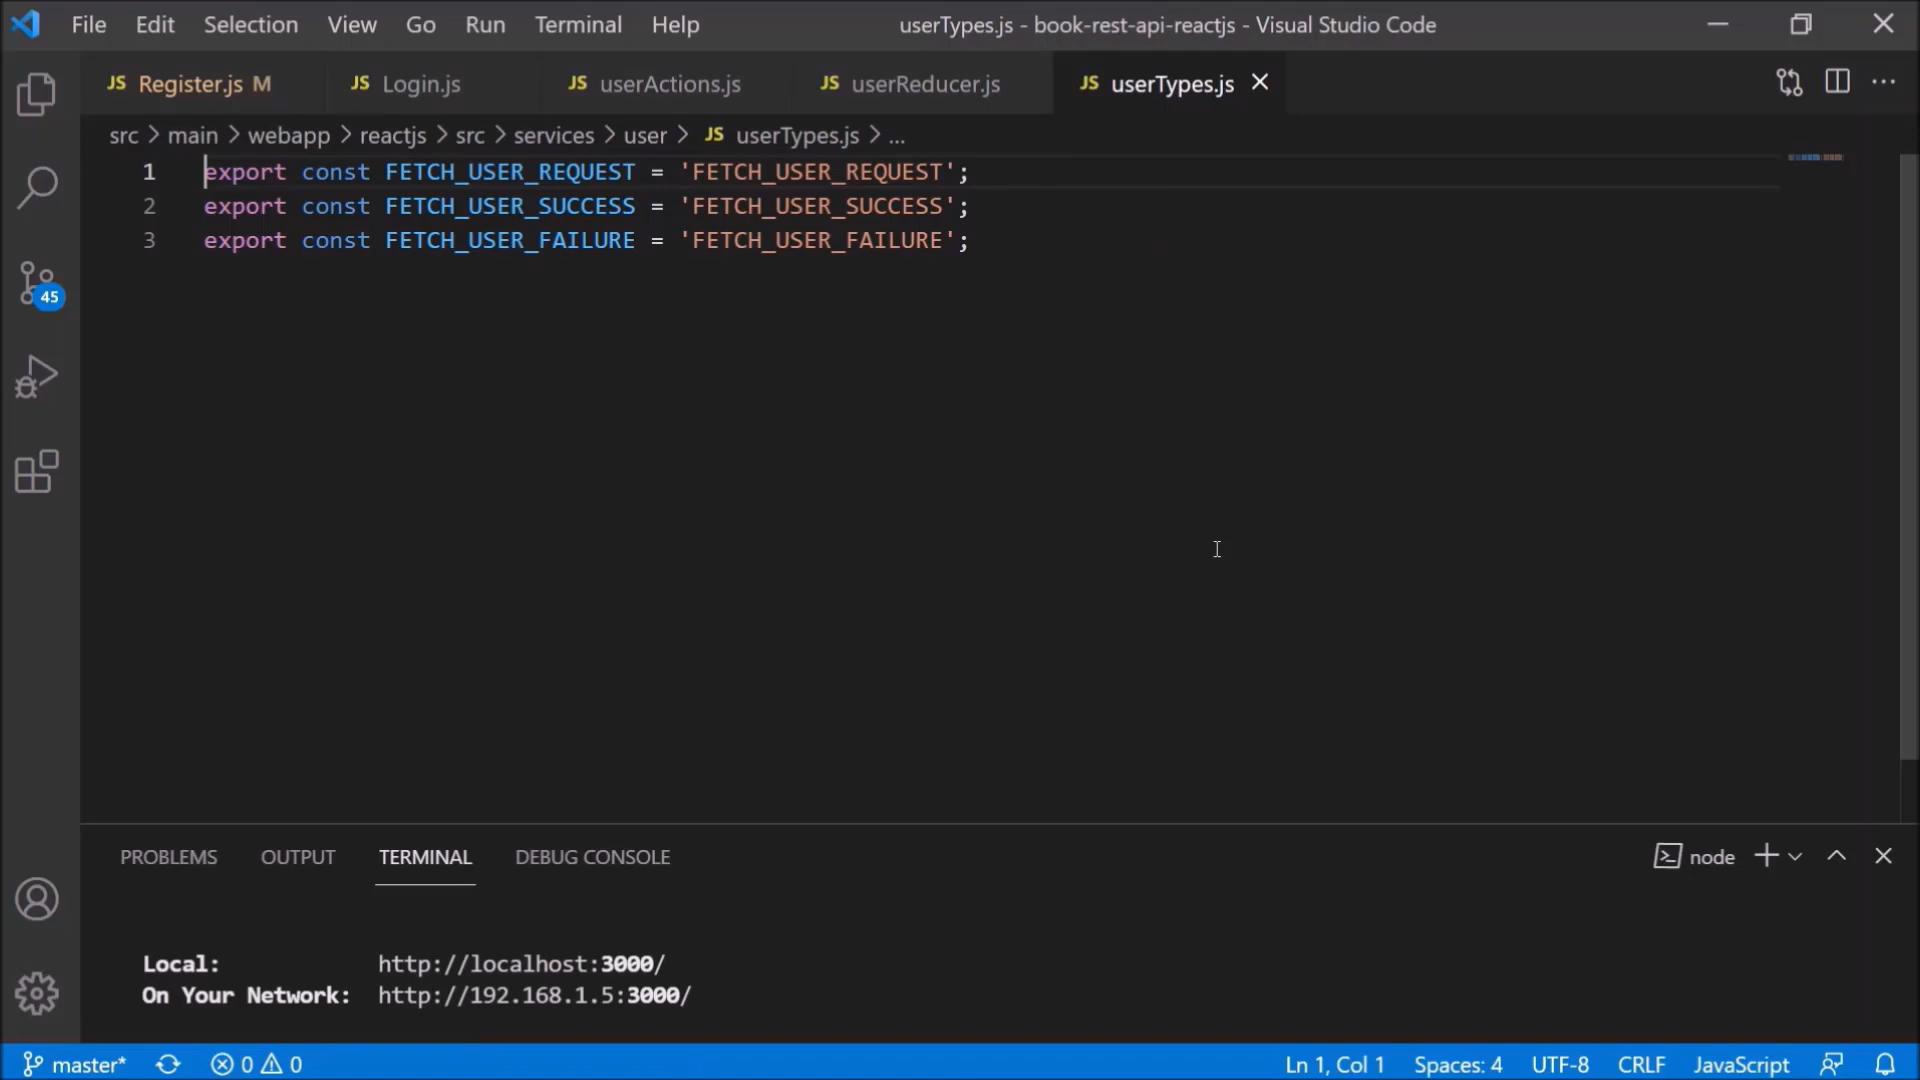 File Edit Selection View Go Run Terminal Help userTypes.js - book-rest-api-reactjs - Visual Studio Code
JS Register.js M JS Login.js JS userActions.js JS userReducer.js JS userTypes.js
src > main > webapp > reactjs > src > services > user > JS userTypes.js > ...
1 export const FETCH_USER_REQUEST = 'FETCH_USER_REQUEST';
2 export const FETCH_USER_SUCCESS = 'FETCH_USER_SUCCESS';
3 export const FETCH_USER_FAILURE = 'FETCH_USER_FAILURE';
45
PROBLEMS OUTPUT TERMINAL DEBUG CONSOLE node
Local: http://localhost:3000/
On Your Network: http://192.168.1.5:3000/
master* 0 0 Ln 1, Col 1 Spaces: 4 UTF-8 CRLF JavaScript